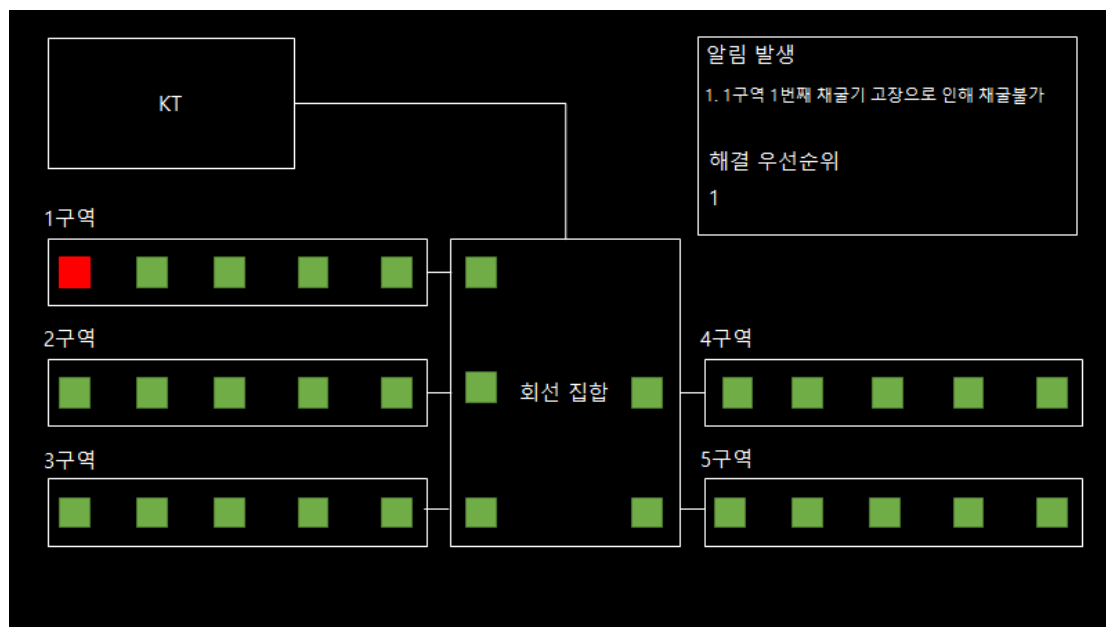 KT
알림 발생
1. 1구역 1번째 채굴기 고장으로 인해 채굴불가
해결 우선순위
1
1구역
2구역
4구역
회선 집합
3구역
5구역